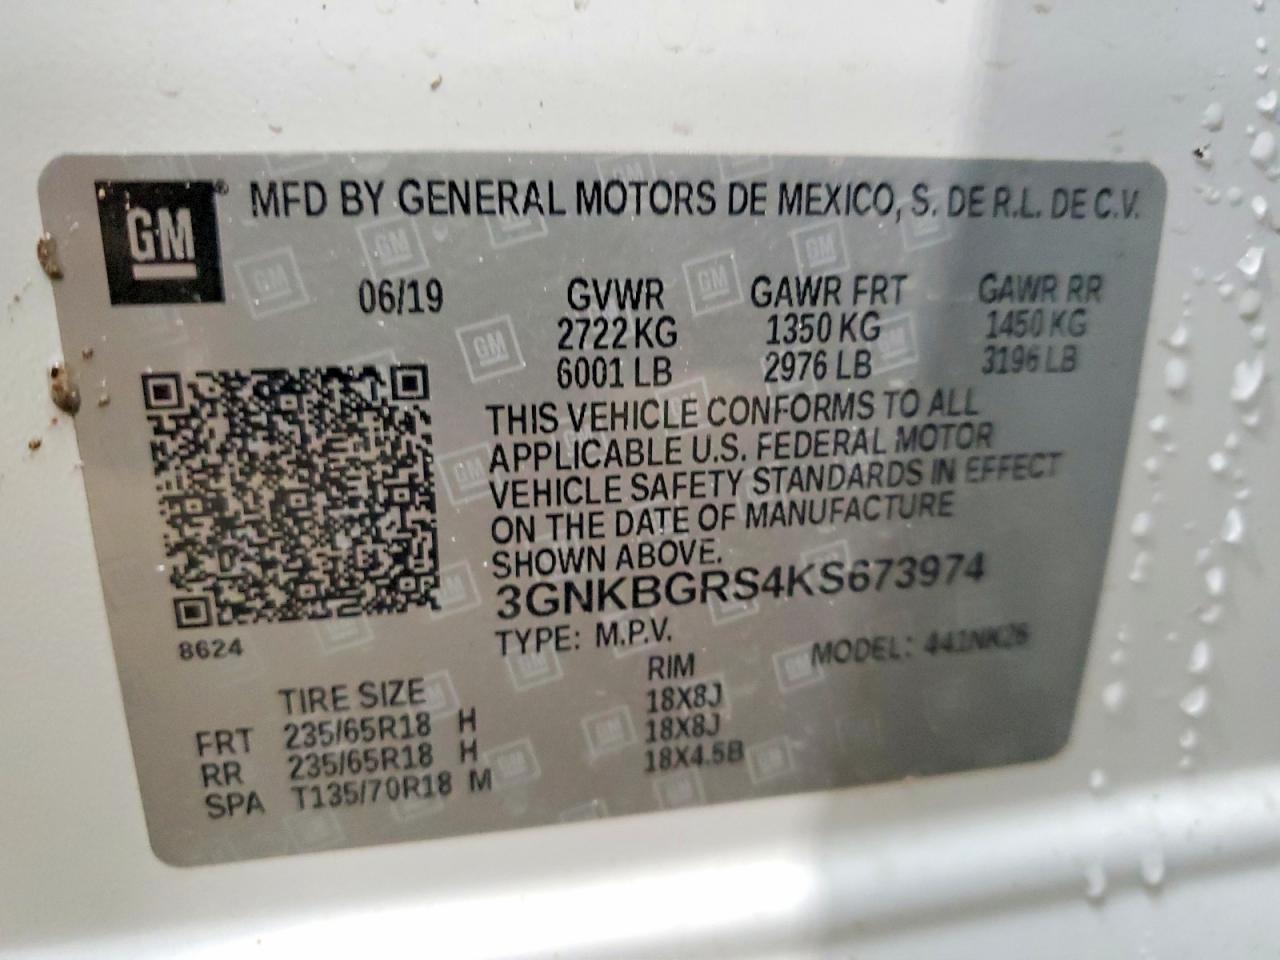 GM ® MFD BY GENERAL MOTORS DE MEXICO, S. DE R.L. DE C.V.
06/19 GVWR GAWR FRT GAWR RR
2722 KG 1350 KG 1450 KG
6001 LB 2976 LB 3196 LB
THIS VEHICLE CONFORMS TO ALL
APPLICABLE U.S. FEDERAL MOTOR
VEHICLE SAFETY STANDARDS IN EFFECT
ON THE DATE OF MANUFACTURE
SHOWN ABOVE.
3GNKBGRS4KS673974
8624 TYPE: M.P.V. MODEL: 441NK26
TIRE SIZE RIM
FRT 235/65R18 H 18X8J
RR 235/65R18 H 18X8J
SPA T135/70R18 M 18X4.5B